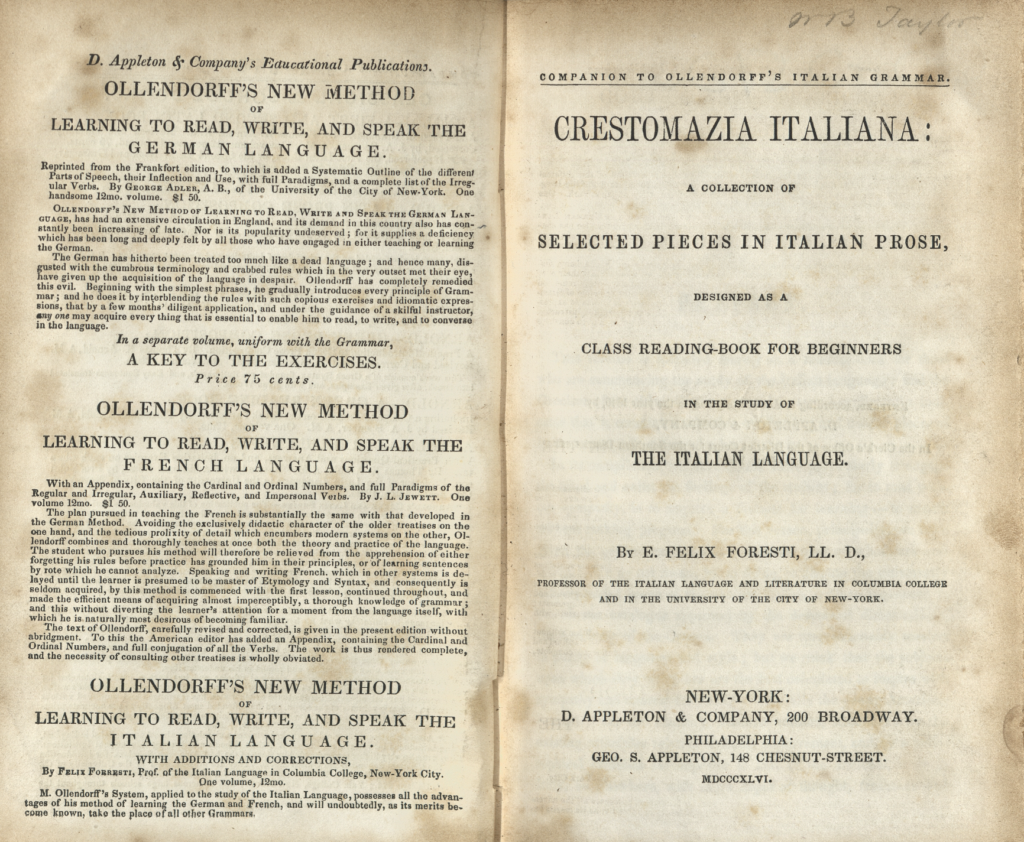 D. Appleton & Company's Educational Publications.
OLLENDORFF'S NEW METHOD
OF
LEARNING TO READ, WRITE, AND SPEAK THE
GERMAN LANGUAGE.
Reprinted from the Frankfort edition, to which is added a Systematic Outline of the different
Parts of Speech, their Inflection and Use, with full Paradigms, and a complete list of the Irreg-
ular Verbs. By GEORGE ADLER, A. B., of the University of the City of New-York. One
handsome 12mo. volume. $1 50.
OLLENDORFF'S NEW METHOD OF LEARNING TO READ, WRITE AND SPEAK THE GERMAN LAN-
GUAGE, has had an extensive circulation in England, and its demand in this country also has con-
stantly been increasing of late. Nor is its popularity undeserved; for it supplies a deficiency
which has been long and deeply felt by all those who have engaged in either teaching or learning
the German.
The German has hitherto been treated too much like a dead language; and hence many, dis-
gusted with the cumbrous terminology and crabbed rules which in the very outset met their eye,
have given up the acquisition of the language in despair. Ollendorff has completely remedied
this evil. Beginning with the simplest phrases, he gradually introduces every principle of Gram-
mar; and he does it by interblending the rules with such copious exercises and idiomatic expres-
sions, that by a few months' diligent application, and under the guidance of a skilful instructor,
any one may acquire every thing that is essential to enable him to read, to write, and to converse
in the language.
In a separate volume, uniform with the Grammar,
A KEY TO THE EXERCISES.
Price 75 cents.
OLLENDORFF'S NEW METHOD
OF
LEARNING TO READ, WRITE, AND SPEAK THE
FRENCH LANGUAGE.
With an Appendix, containing the Cardinal and Ordinal Numbers, and full Paradigms of the
Regular and Irregular, Auxiliary, Reflective, and Impersonal Verbs. By J. L. JEWETT. One
volume 12mo. $1 50.
The plan pursued in teaching the French is substantially the same with that developed in
the German Method. Avoiding the exclusively didactic character of the older treatises on the
one hand, and the tedious prolixity of detail which encumbers modern systems on the other, Ol-
lendorff combines and thoroughly teaches at once both the theory and practice of the language.
The student who pursues his method will therefore be relieved from the apprehension of either
forgetting his rules before practice has grounded him in their principles, or of learning sentences
by rote which he cannot analyze. Speaking and writing French, which in other systems is de-
layed until the learner is presumed to be master of Etymology and Syntax, and consequently is
seldom acquired, by this method is commenced with the first lesson, continued throughout, and
made the efficient means of acquiring almost imperceptibly, a thorough knowledge of grammar;
and this without diverting the learner's attention for a moment from the language itself, with
which he is naturally most desirous of becoming familiar.
The text of Ollendorff, carefully revised and corrected, is given in the present edition without
abridgment. To this the American editor has added an Appendix, containing the Cardinal and
Ordinal Numbers, and full conjugation of all the Verbs. The work is thus rendered complete,
and the necessity of consulting other treatises is wholly obviated.
OLLENDORFF'S NEW METHOD
OF
LEARNING TO READ, WRITE, AND SPEAK THE
ITALIAN LANGUAGE.
WITH ADDITIONS AND CORRECTIONS,
By FELIX FORRESTI, Prof. of the Italian Language in Columbia College, New-York City.
One volume, 12mo.
M. Ollendorff's System, applied to the study of the Italian Language, possesses all the advan-
tages of his method of learning the German and French, and will undoubtedly, as its merits be-
come known, take the place of all other Grammars.
W B Taylor
COMPANION TO OLLENDORFF'S ITALIAN GRAMMAR.
CRESTOMAZIA ITALIANA:
A COLLECTION OF
SELECTED PIECES IN ITALIAN PROSE,
DESIGNED AS A
CLASS READING-BOOK FOR BEGINNERS
IN THE STUDY OF
THE ITALIAN LANGUAGE.
BY E. FELIX FORESTI, LL. D.,
PROFESSOR OF THE ITALIAN LANGUAGE AND LITERATURE IN COLUMBIA COLLEGE
AND IN THE UNIVERSITY OF THE CITY OF NEW-YORK.
NEW-YORK:
D. APPLETON & COMPANY, 200 BROADWAY.
PHILADELPHIA:
GEO. S. APPLETON, 148 CHESNUT-STREET.
MDCCCXLVI.